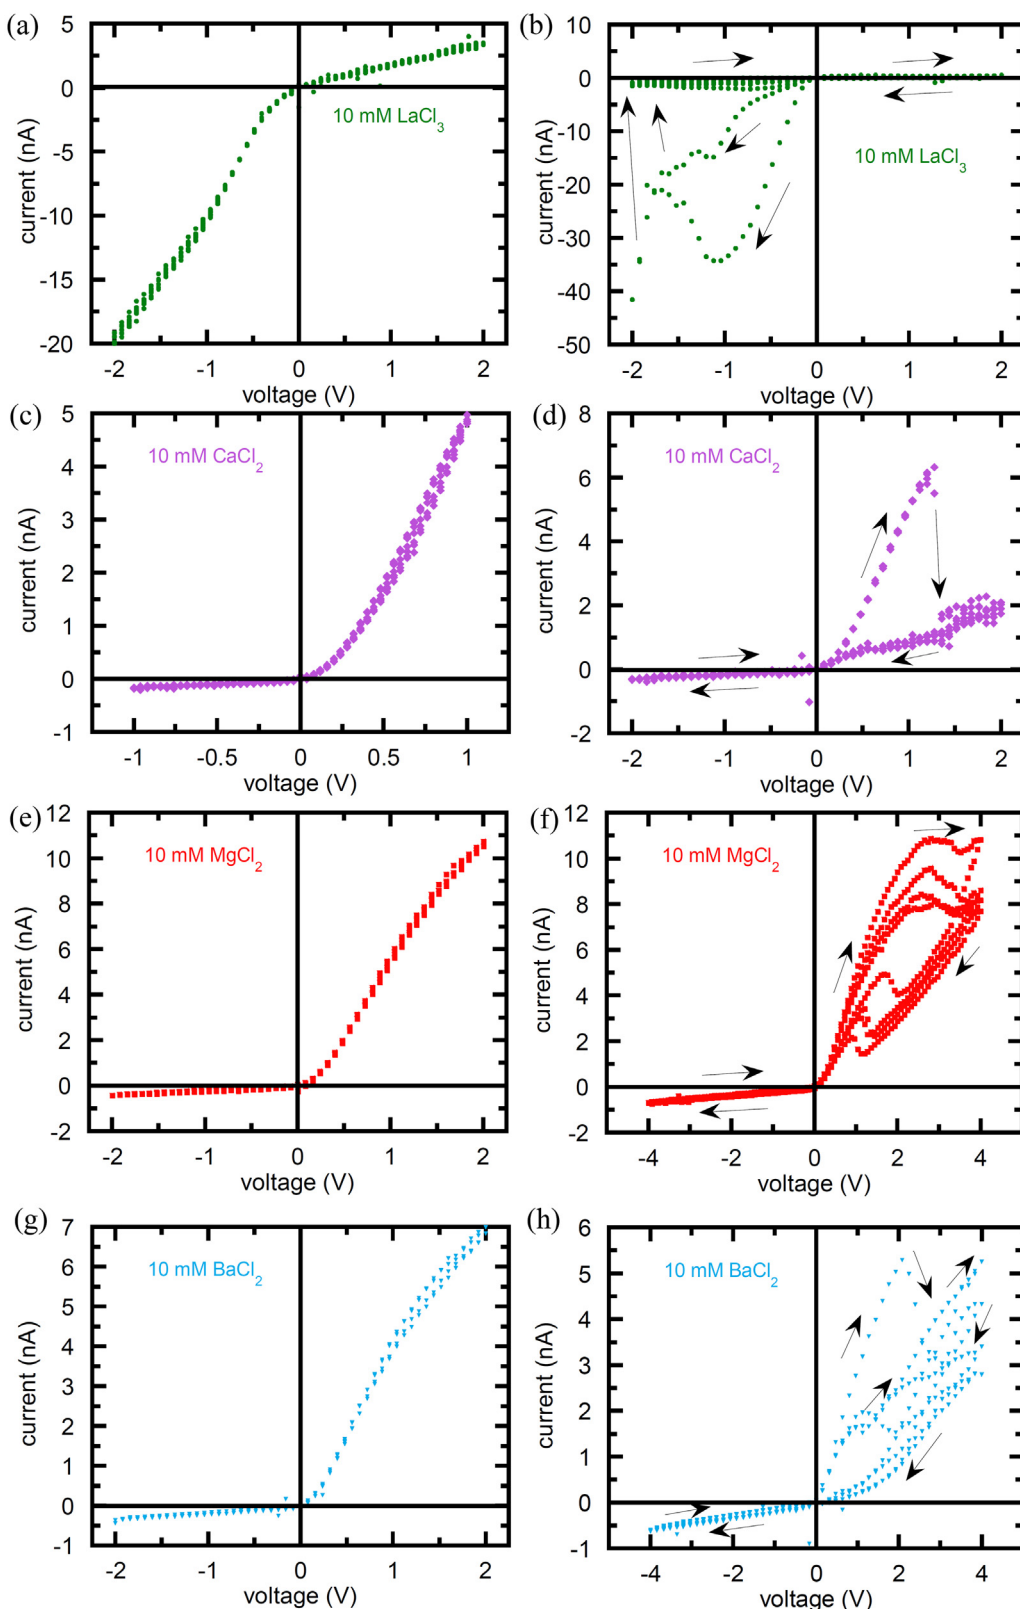 (a)
5
0
-5
-10
-15
-20
current (nA)
10 mM LaCl3
-2 -1 0 1 2
voltage (V)
(b)
10
0
-10
-20
-30
-40
-50
current (nA)
10 mM LaCl3
-2 -1 0 1 2
voltage (V)
(c)
5
4
3
2
1
0
-1
current (nA)
10 mM CaCl2
-1 -0.5 0 0.5 1
voltage (V)
(d)
8
6
4
2
0
-2
current (nA)
10 mM CaCl2
-2 -1 0 1 2
voltage (V)
(e)
12
10
8
6
4
2
0
-2
current (nA)
10 mM MgCl2
-2 -1 0 1 2
voltage (V)
(f)
12
10
8
6
4
2
0
-2
current (nA)
10 mM MgCl2
-4 -2 0 2 4
voltage (V)
(g)
7
6
5
4
3
2
1
0
-1
current (nA)
10 mM BaCl2
-2 -1 0 1 2
voltage (V)
(h)
6
5
4
3
2
1
0
-1
current (nA)
10 mM BaCl2
-4 -2 0 2 4
voltage (V)